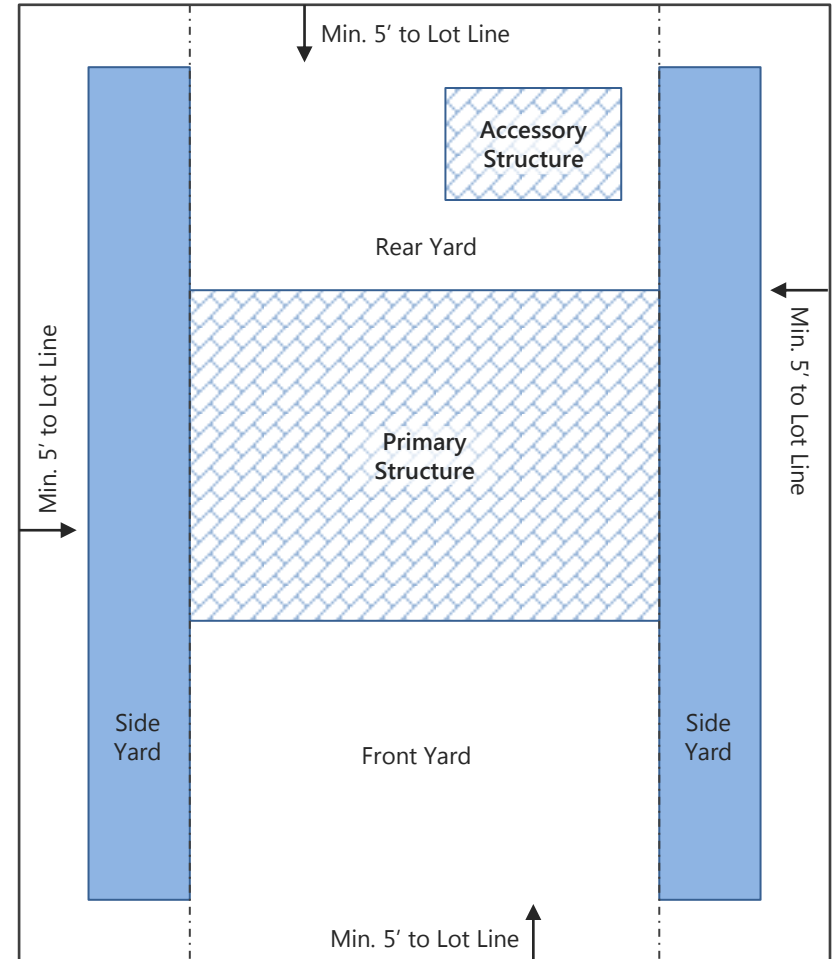 Min. 5’ to Lot Line
Accessory
Structure
Rear Yard
Min. 5’ to Lot Line
Min. 5’ to Lot Line
Primary
Structure
Side
Yard
Front Yard
Side
Yard
Min. 5’ to Lot Line